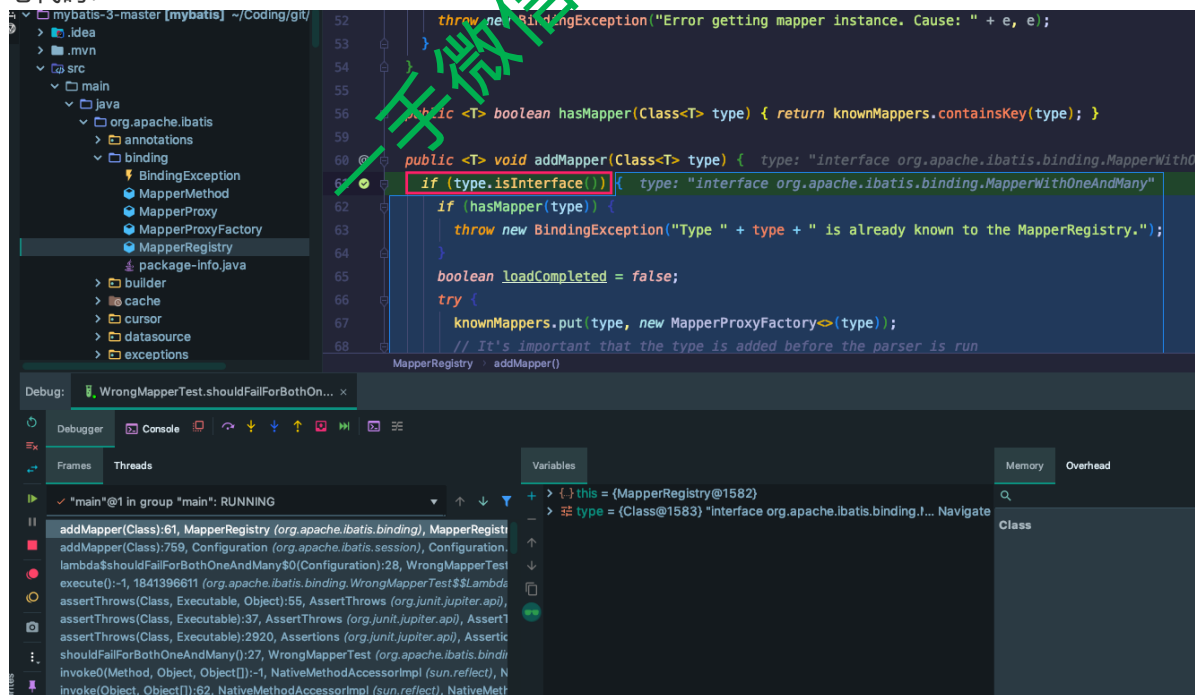 mybatis-3-master [mybatis] ~/Coding/git/
.idea
.mvn
src
main
java
org.apache.ibatis
annotations
binding
BindingException
MapperMethod
MapperProxy
MapperProxyFactory
MapperRegistry
package-info.java
builder
cache
cursor
datasource
exceptions
52 throw new BindingException("Error getting mapper instance. Cause: " + e, e);
53 }
54 }
55
56 public <T> boolean hasMapper(Class<T> type) { return knownMappers.containsKey(type); }
59
60 public <T> void addMapper(Class<T> type) { type: "interface org.apache.ibatis.binding.MapperWithO
61 if (type.isInterface()) { type: "interface org.apache.ibatis.binding.MapperWithOneAndMany"
62 if (hasMapper(type)) {
63 throw new BindingException("Type " + type + " is already known to the MapperRegistry.");
64 }
65 boolean loadCompleted = false;
66 try {
67 knownMappers.put(type, new MapperProxyFactory<>(type));
68 // It's important that the type is added before the parser is run
MapperRegistry › addMapper()
一手微信
Debug: WrongMapperTest.shouldFailForBothOn... ×
Debugger Console
Frames Threads
Variables
Memory Overhead
"main"@1 in group "main": RUNNING
addMapper(Class):61, MapperRegistry (org.apache.ibatis.binding), MapperRegistr
addMapper(Class):759, Configuration (org.apache.ibatis.session), Configuration.
lambda$shouldFailForBothOneAndMany$0(Configuration):28, WrongMapperTest
execute():-1, 1841396611 (org.apache.ibatis.binding.WrongMapperTest$$Lambda
assertThrows(Class, Executable, Object):55, AssertThrows (org.junit.jupiter.api),
assertThrows(Class, Executable):37, AssertThrows (org.junit.jupiter.api), AssertT
assertThrows(Class, Executable):2920, Assertions (org.junit.jupiter.api), Assertic
shouldFailForBothOneAndMany():27, WrongMapperTest (org.apache.ibatis.bindin
invoke0(Method, Object, Object[]):-1, NativeMethodAccessorImpl (sun.reflect), N
invoke(Object, Object[]):62, NativeMethodAccessorImpl (sun.reflect), NativeMeth
this = {MapperRegistry@1582}
type = {Class@1583} "interface org.apache.ibatis.binding.M... Navigate
Class